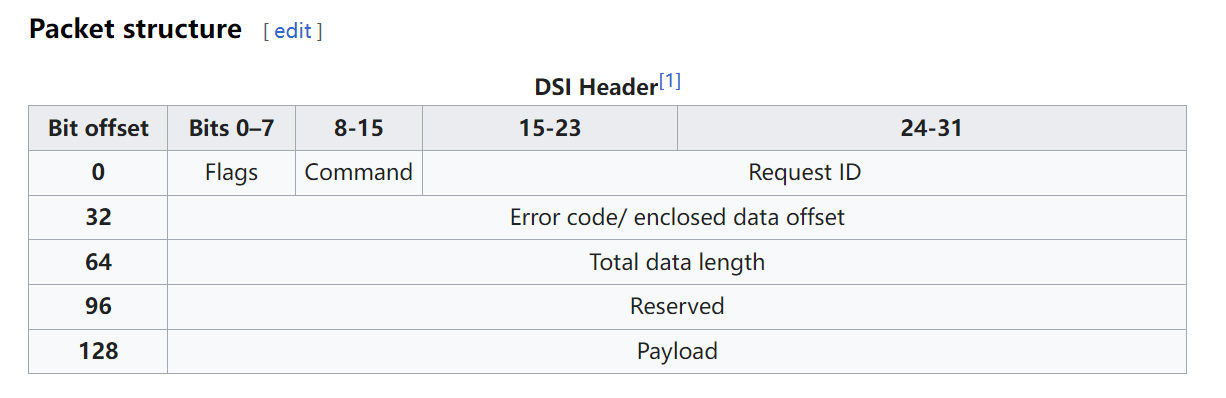 Packet structure [ edit ]
DSI Header[1]
Bit offset Bits 0–7 8-15 15-23 24-31
0 Flags Command Request ID
32 Error code/ enclosed data offset
64 Total data length
96 Reserved
128 Payload